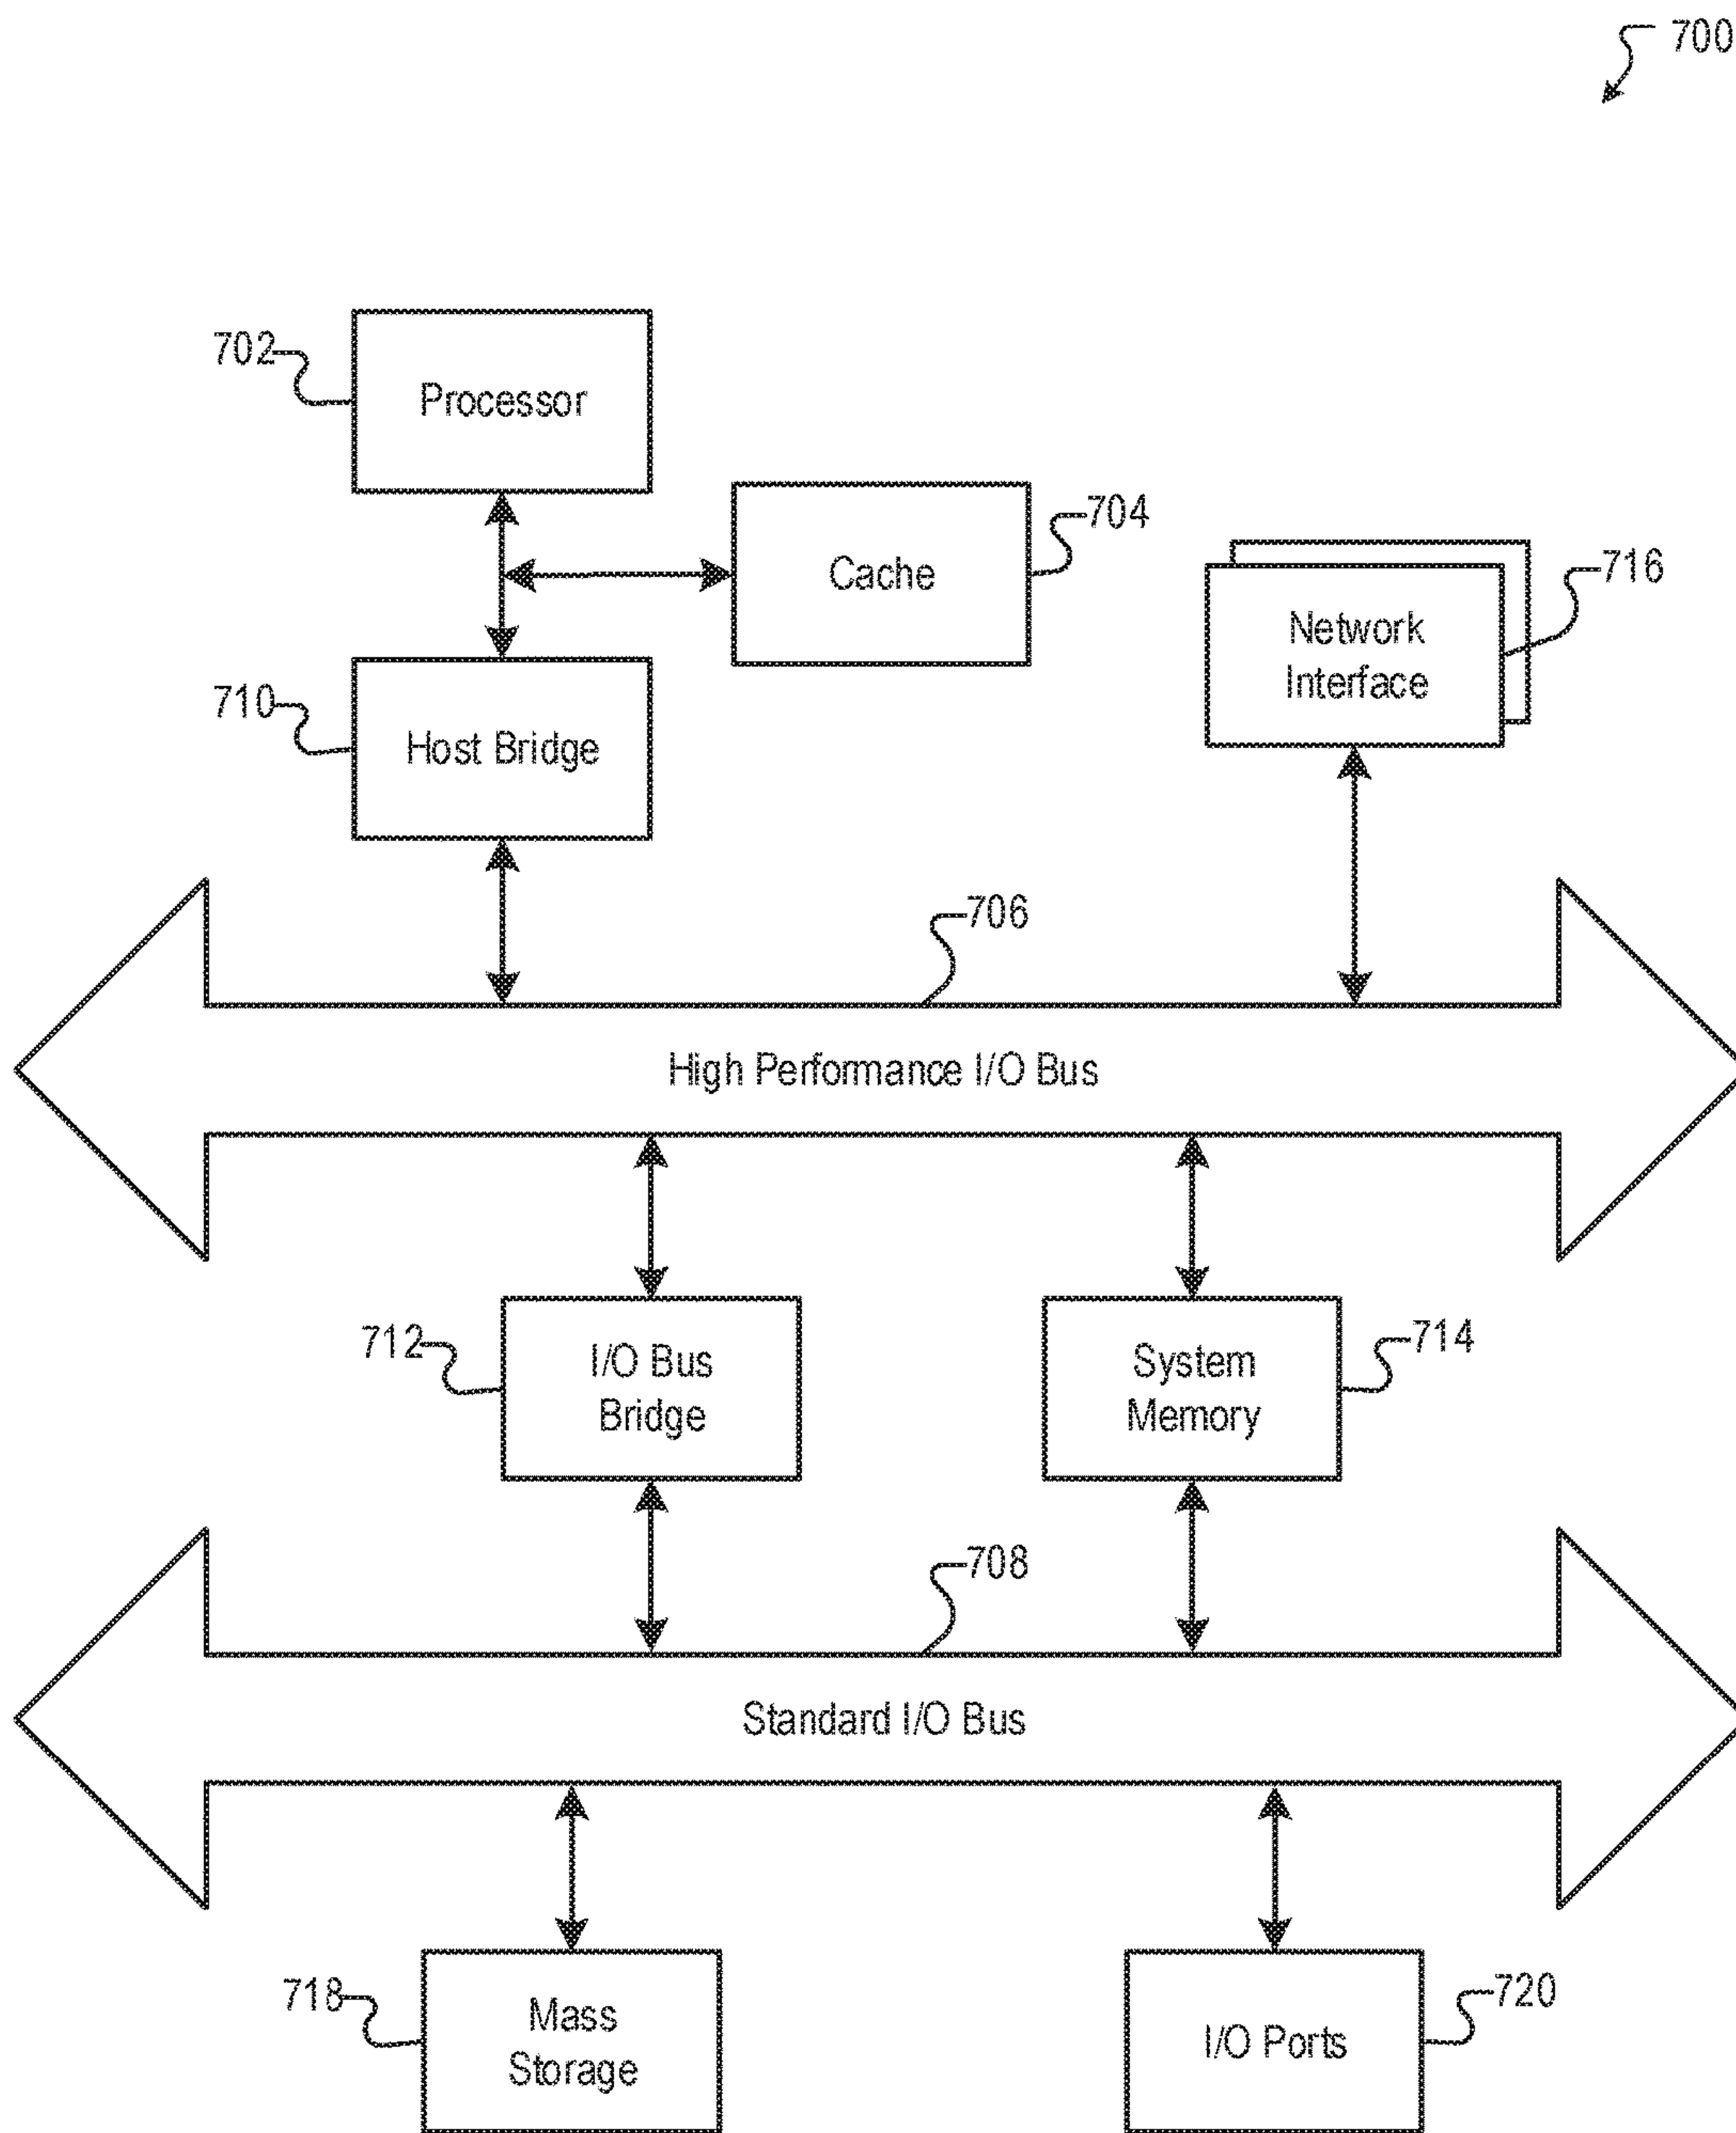 700
702
Processor
704
Cache
716
Network
Interface
710
Host Bridge
706
High Performance I/O Bus
712
I/O Bus
Bridge
714
System
Memory
708
Standard I/O Bus
718
Mass
Storage
720
I/O Ports